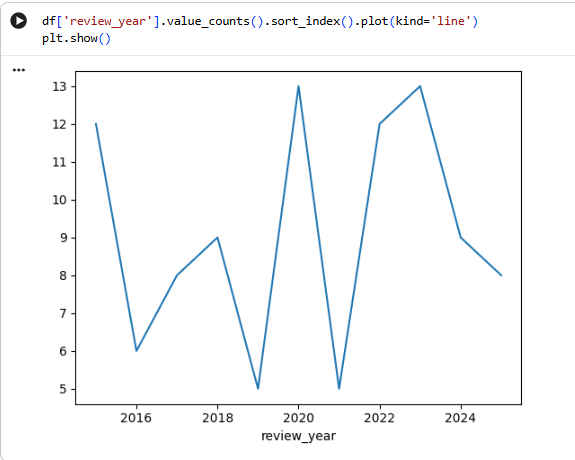 df['review_year'].value_counts().sort_index().plot(kind='line')
plt.show()
13
12
11
10
9
8
7
6
5
2016 2018 2020 2022 2024
review_year